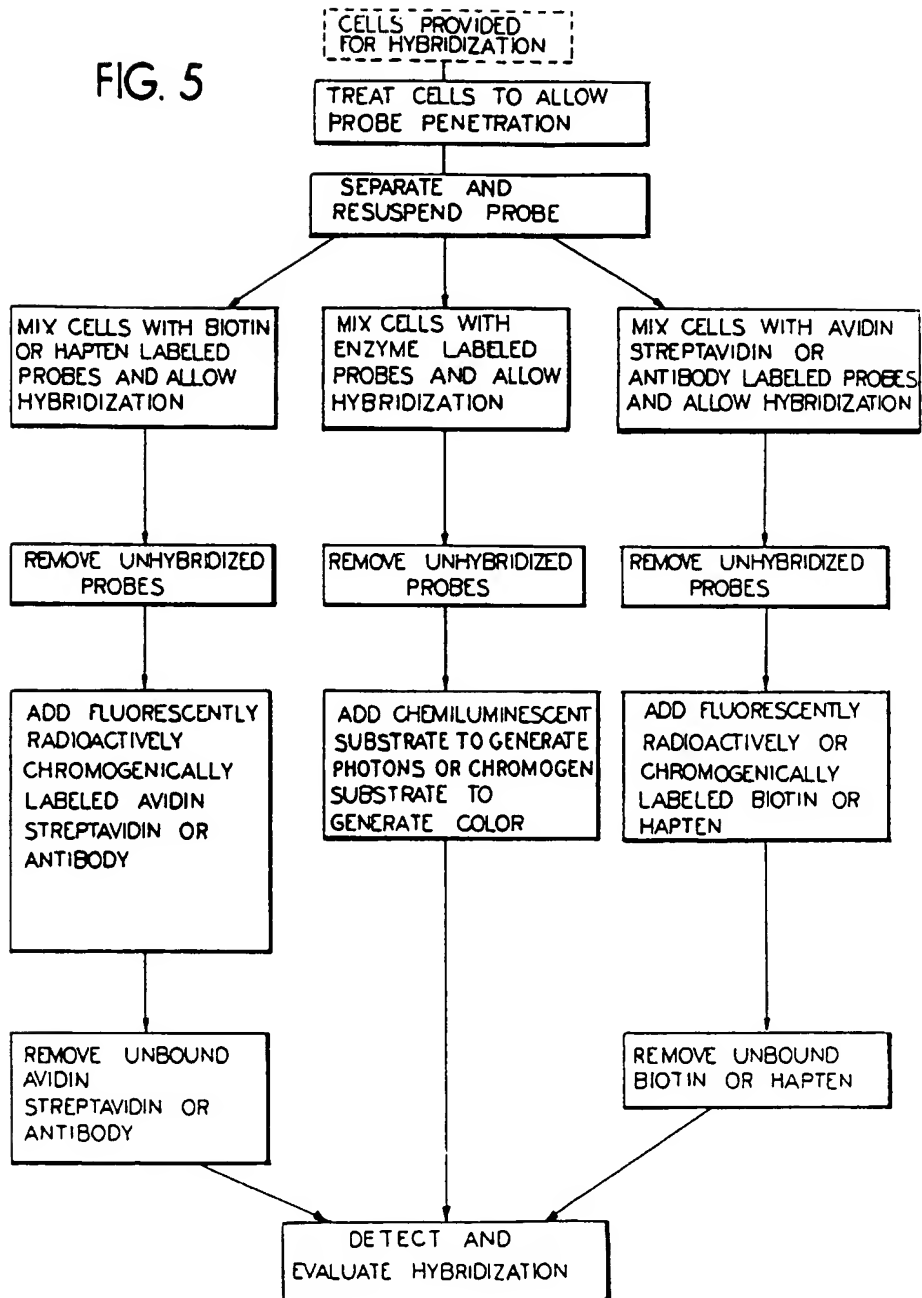 FIG. 5
CELLS PROVIDED
FOR HYBRIDIZATION
TREAT CELLS TO ALLOW
PROBE PENETRATION
SEPARATE AND
RESUSPEND PROBE
MIX CELLS WITH BIOTIN
OR HAPTEN LABELED
PROBES AND ALLOW
HYBRIDIZATION
MIX CELLS WITH
ENZYME LABELED
PROBES AND ALLOW
HYBRIDIZATION
MIX CELLS WITH AVIDIN
STREPTAVIDIN OR
ANTIBODY LABELED PROBES
AND ALLOW HYBRIDIZATION
REMOVE UNHYBRIDIZED
PROBES
REMOVE UNHYBRIDIZED
PROBES
REMOVE UNHYBRIDIZED
PROBES
ADD FLUORESCENTLY
RADIOACTIVELY
CHROMOGENICALLY
LABELED AVIDIN
STREPTAVIDIN OR
ANTIBODY
ADD CHEMILUMINESCENT
SUBSTRATE TO GENERATE
PHOTONS OR CHROMOGEN
SUBSTRATE TO
GENERATE COLOR
ADD FLUORESCENTLY
RADIOACTIVELY OR
CHROMOGENICALLY
LABELED BIOTIN OR
HAPTEN
REMOVE UNBOUND
AVIDIN
STREPTAVIDIN OR
ANTIBODY
REMOVE UNBOUND
BIOTIN OR HAPTEN
DETECT AND
EVALUATE HYBRIDIZATION